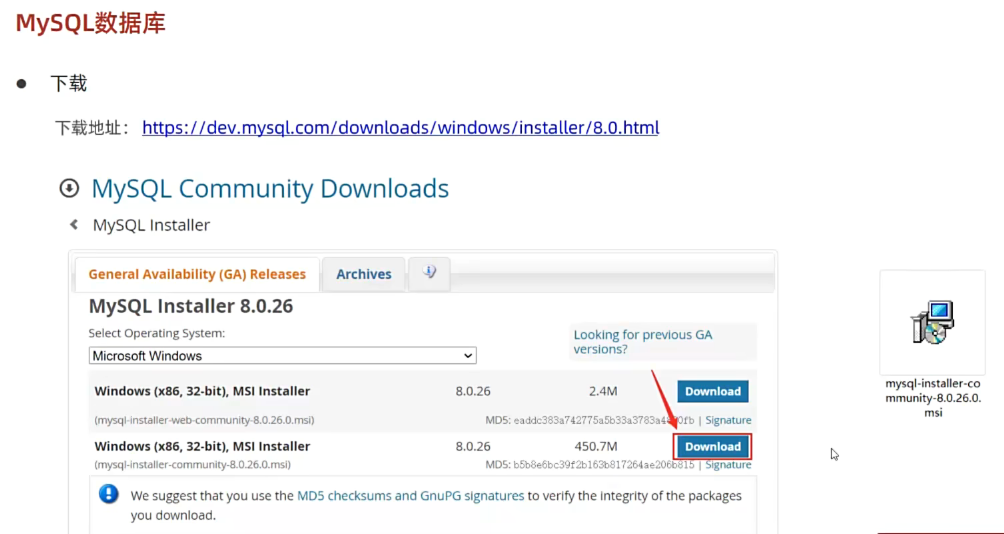 MySQL数据库
● 下载
下载地址： https://dev.mysql.com/downloads/windows/installer/8.0.html
MySQL Community Downloads
MySQL Installer
General Availability (GA) Releases
Archives
MySQL Installer 8.0.26
Select Operating System:
Looking for previous GA
versions?
Microsoft Windows
Windows (x86, 32-bit), MSI Installer 8.0.26 2.4M Download
(mysql-installer-web-community-8.0.26.0.msi) MD5: | Signature
Windows (x86, 32-bit), MSI Installer 8.0.26 450.7M Download
(mysql-installer-community-8.0.26.0.msi) MD5: b5b8e6bc39f2b163b817264ae206b815 | Signature
We suggest that you use the MD5 checksums and GnuPG signatures to verify the integrity of the packages
you download.
mysql-installer-co
mmunity-8.0.26.0.
msi